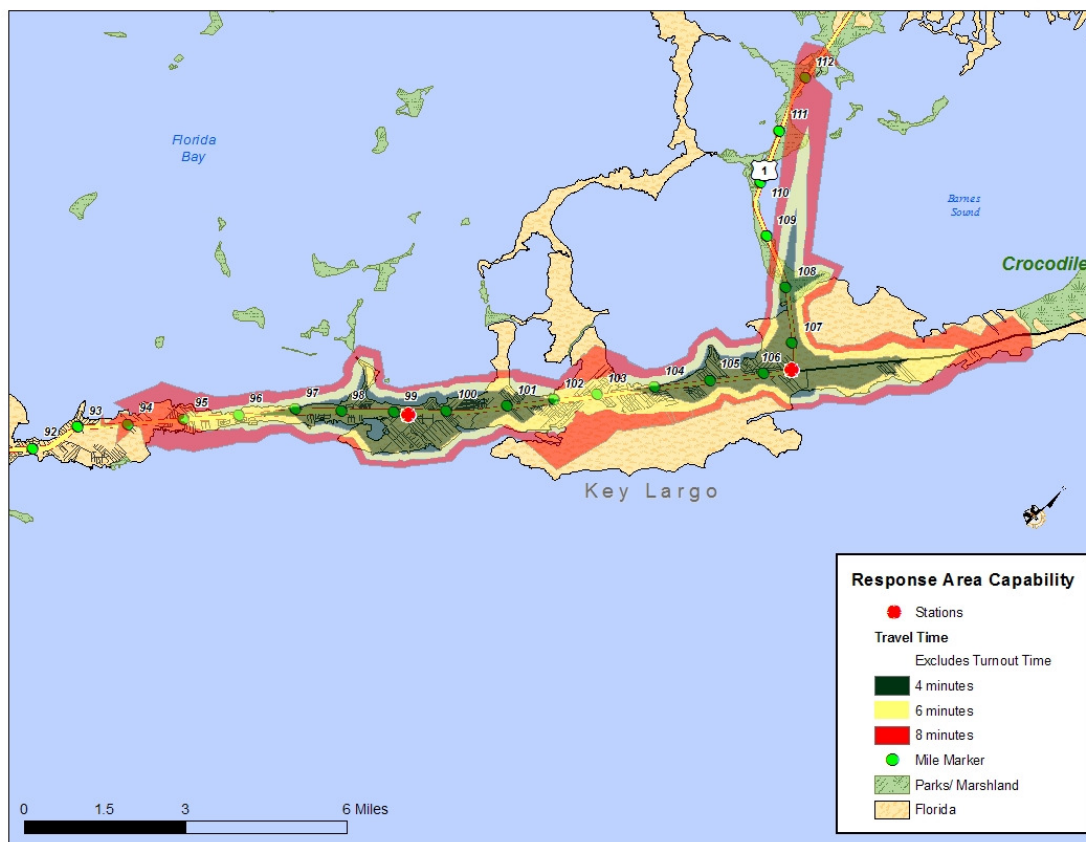 112
111
Florida
Bay
1
110
Barnes
Sound
109
Crocodile
108
107
106
105
104
103
102
101
100
99
98
97
96
95
94
93
92
Key Largo
Response Area Capability
Stations
Travel Time
Excludes Turnout Time
4 minutes
6 minutes
8 minutes
Mile Marker
Parks/ Marshland
Florida
0 1.5 3 6 Miles